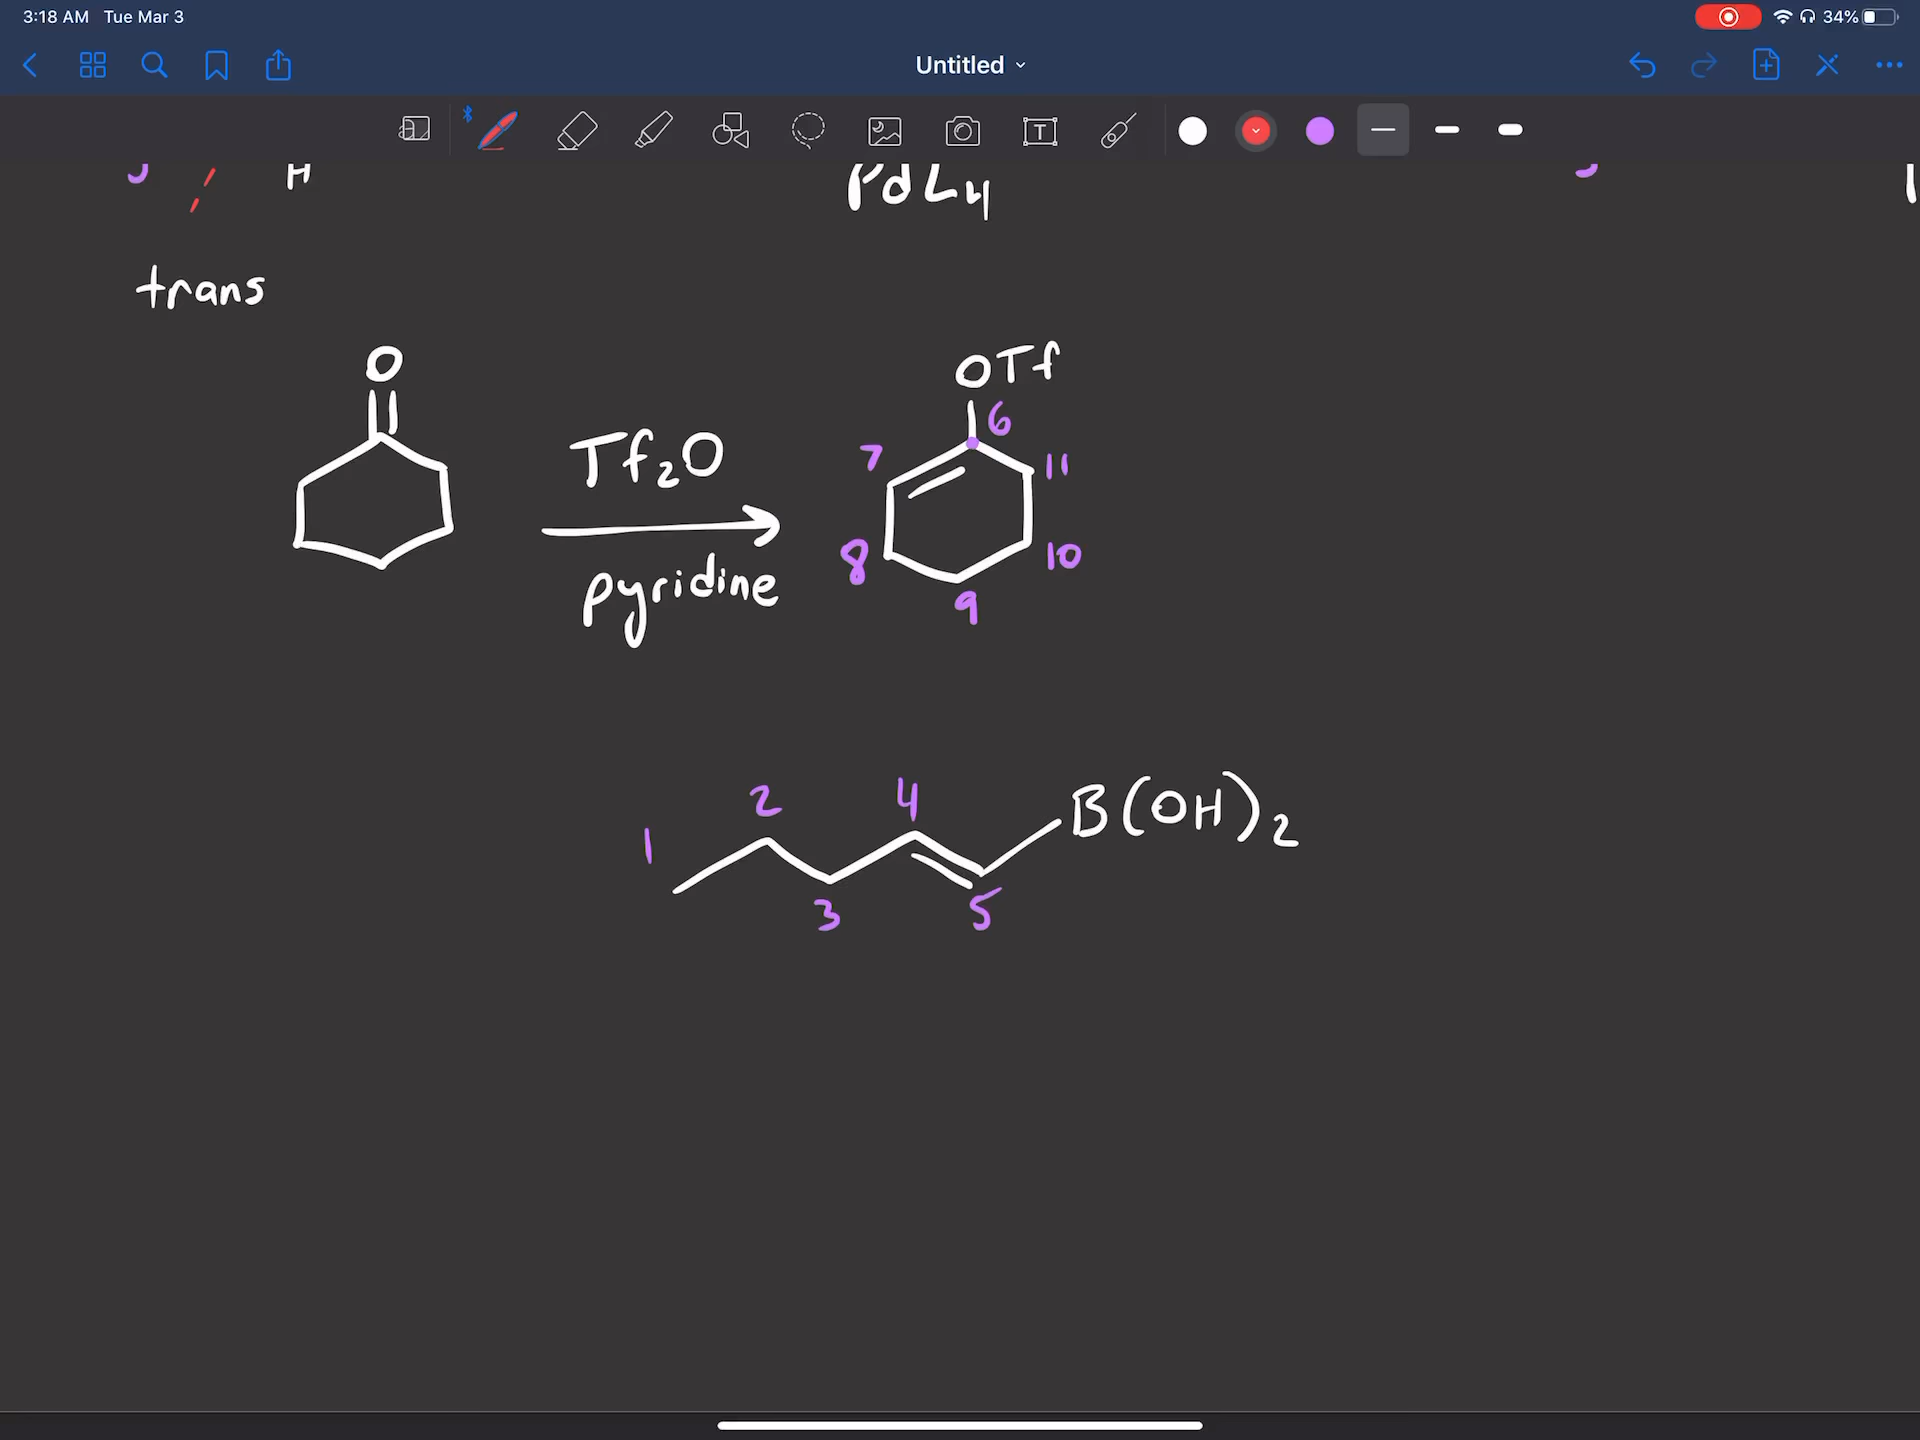 3:18 AM Tue Mar 3
34%
Untitled
T
H
PdL4
trans
O
Tf2O
pyridine
OTf
6
7
11
8
10
9
1
2
3
4
5
B(OH)2